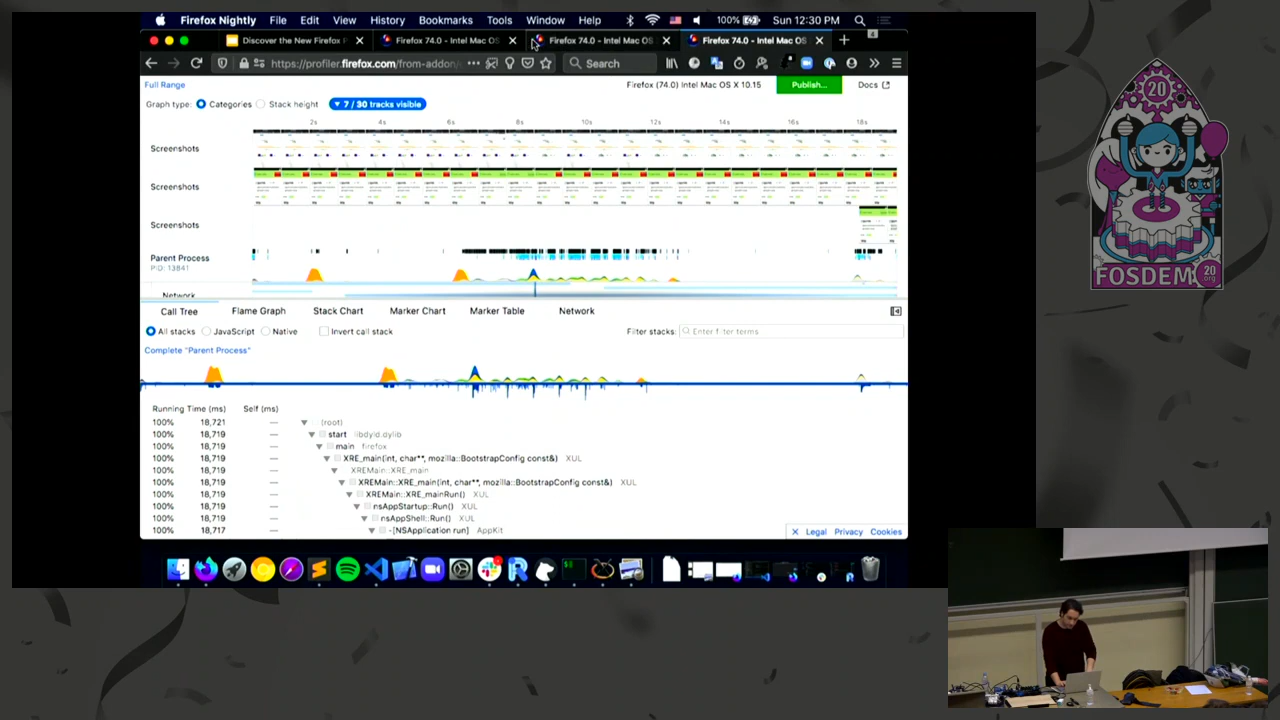 Firefox Nightly File Edit View History Bookmarks Tools Window Help 100% Sun 12:30 PM
4
Discover the New Firefox P Firefox 74.0 – Intel Mac OS Firefox 74.0 – Intel Mac OS Firefox 74.0 – Intel Mac OS
https://profiler.firefox.com/from-addon/ Search
Full Range Firefox (74.0) Intel Mac OS X 10.15 Publish... Docs
Graph type: Categories Stack height 7 / 30 tracks visible
2s 4s 6s 8s 10s 12s 14s 16s 18s
Screenshots
Screenshots
Screenshots
Parent Process
PID: 13841
Network
Call Tree Flame Graph Stack Chart Marker Chart Marker Table Network
All stacks JavaScript Native Invert call stack Filter stacks: Enter filter terms
Complete "Parent Process"
Running Time (ms) Self (ms)
100% 18,721 — (root)
100% 18,719 — start libdyld.dylib
100% 18,719 — main firefox
100% 18,719 — XRE_main(int, char**, mozilla::BootstrapConfig const&) XUL
100% 18,719 — XREMain::XRE_main
100% 18,719 — XREMain::XRE_main(int, char**, mozilla::BootstrapConfig const&) XUL
100% 18,719 — XREMain::XRE_mainRun() XUL
100% 18,719 — nsAppStartup::Run() XUL
100% 18,719 — nsAppShell::Run() XUL
100% 18,717 — -[NSApplication run] AppKit
Legal Privacy Cookies
20
FOSDEM
20
.org